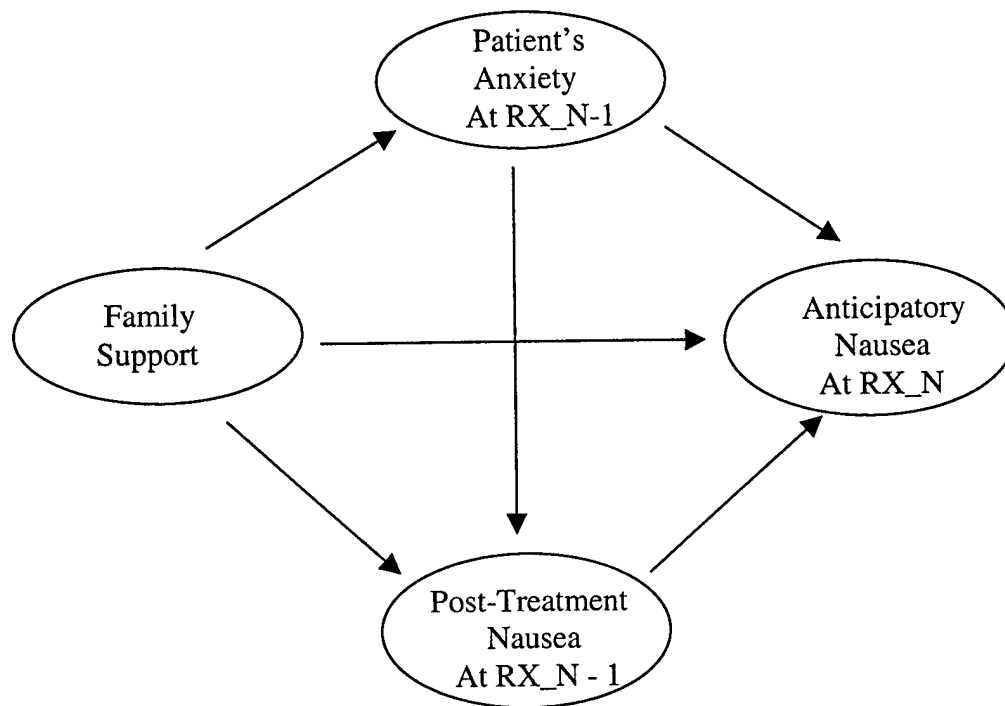 Patient's
Anxiety
At RX_N-1
Family
Support
Anticipatory
Nausea
At RX_N
Post-Treatment
Nausea
At RX_N - 1